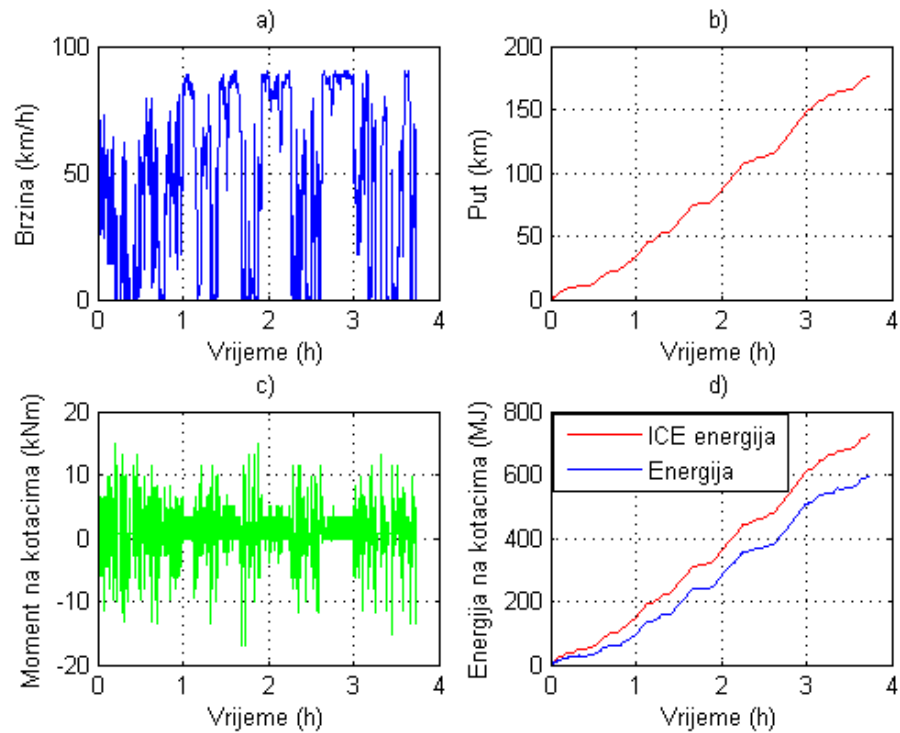 a)
100
50
0
Brzina (km/h)
0 1 2 3 4
Vrijeme (h)
b)
200
150
100
50
0
Put (km)
0 1 2 3 4
Vrijeme (h)
c)
20
10
0
-10
-20
Moment na kotacima (kNm)
0 1 2 3 4
Vrijeme (h)
d)
800
600
400
200
0
Energija na kotacima (MJ)
ICE energija
Energija
0 1 2 3 4
Vrijeme (h)